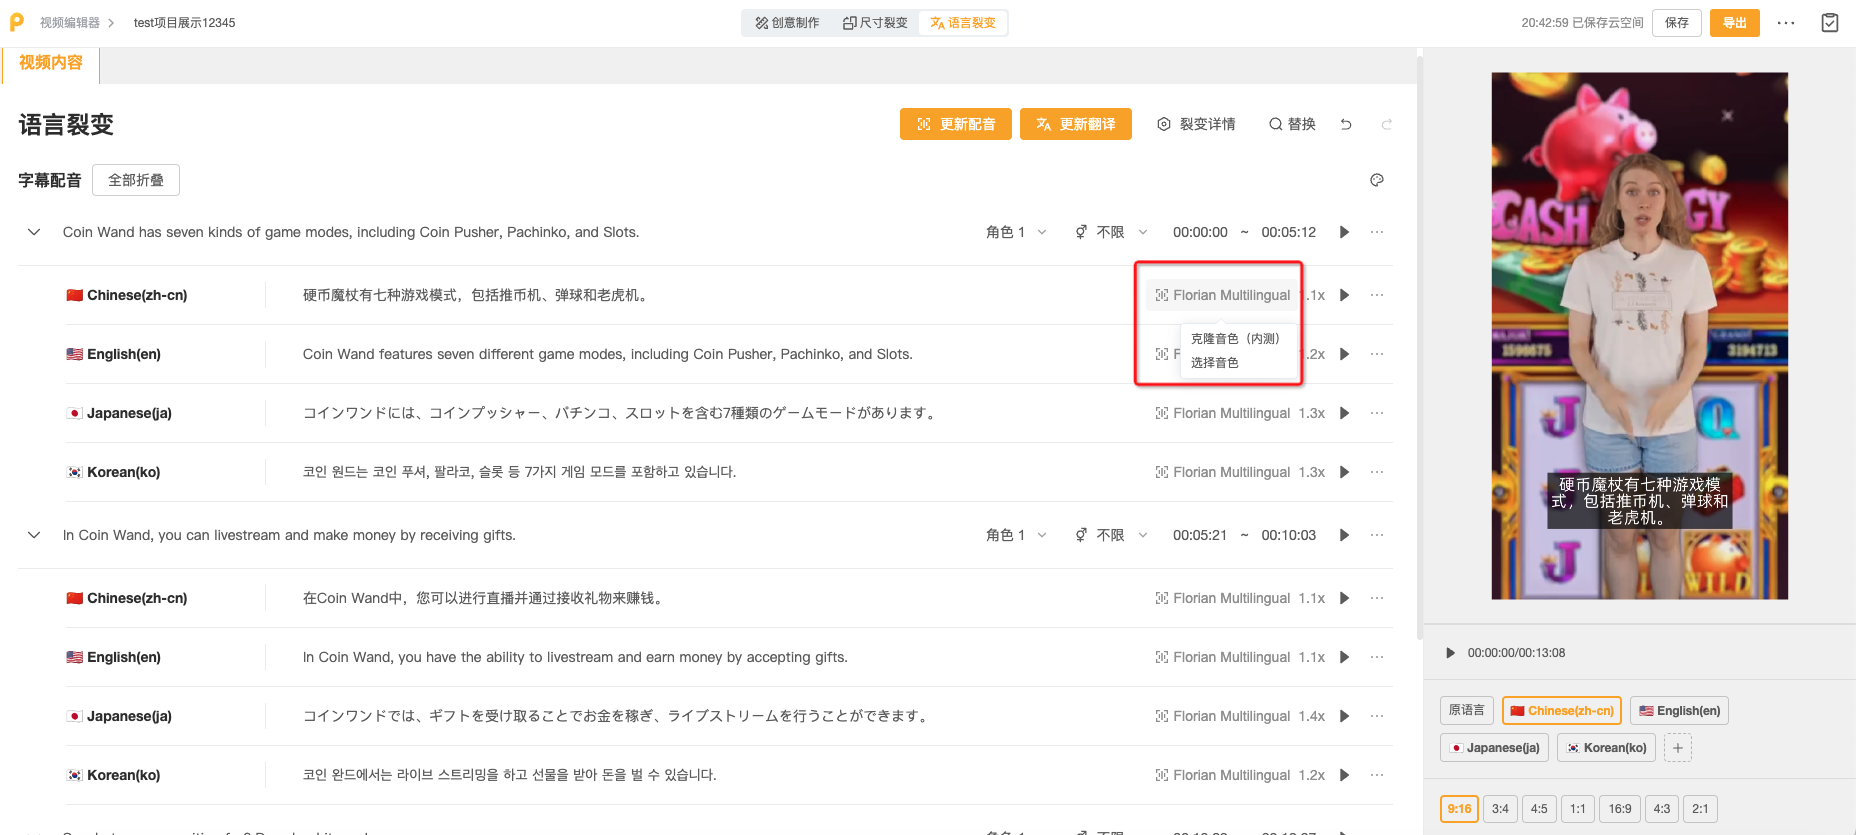 视频编辑器 > test项目展示12345
创意制作 尺寸裂变 语言裂变
20:42:59 已保存云空间 保存 导出
视频内容
语言裂变
更新配音 更新翻译 裂变详情 替换
字幕配音 全部折叠
Coin Wand has seven kinds of game modes, including Coin Pusher, Pachinko, and Slots. 角色 1 不限 00:00:00 ~ 00:05:12
Chinese(zh-cn) 硬币魔杖有七种游戏模式，包括推币机、弹球和老虎机。 Florian Multilingual 1.1x
克隆音色（内测）
选择音色
English(en) Coin Wand features seven different game modes, including Coin Pusher, Pachinko, and Slots. .2x
Japanese(ja) コインワンドには、コインプッシャー、パチンコ、スロットを含む7種類のゲームモードがあります。 Florian Multilingual 1.3x
Korean(ko) 코인 원드는 코인 푸셔, 팔라코, 슬롯 등 7가지 게임 모드를 포함하고 있습니다. Florian Multilingual 1.3x
In Coin Wand, you can livestream and make money by receiving gifts. 角色 1 不限 00:05:21 ~ 00:10:03
Chinese(zh-cn) 在Coin Wand中，您可以进行直播并通过接收礼物来赚钱。 Florian Multilingual 1.1x
English(en) In Coin Wand, you have the ability to livestream and earn money by accepting gifts. Florian Multilingual 1.1x
Japanese(ja) コインワンドでは、ギフトを受け取ることでお金を稼ぎ、ライブストリームを行うことができます。 Florian Multilingual 1.4x
Korean(ko) 코인 완드에서는 라이브 스트리밍을 하고 선물을 받아 돈을 벌 수 있습니다. Florian Multilingual 1.2x
CASH
GY
MAJOR
1599675
GRAND
3194713
J
Q
硬币魔杖有七种游戏模
式，包括推币机、弹球和
老虎机。
J
WILD
00:00:00/00:13:08
原语言 Chinese(zh-cn) English(en)
Japanese(ja) Korean(ko) +
9:16 3:4 4:5 1:1 16:9 4:3 2:1